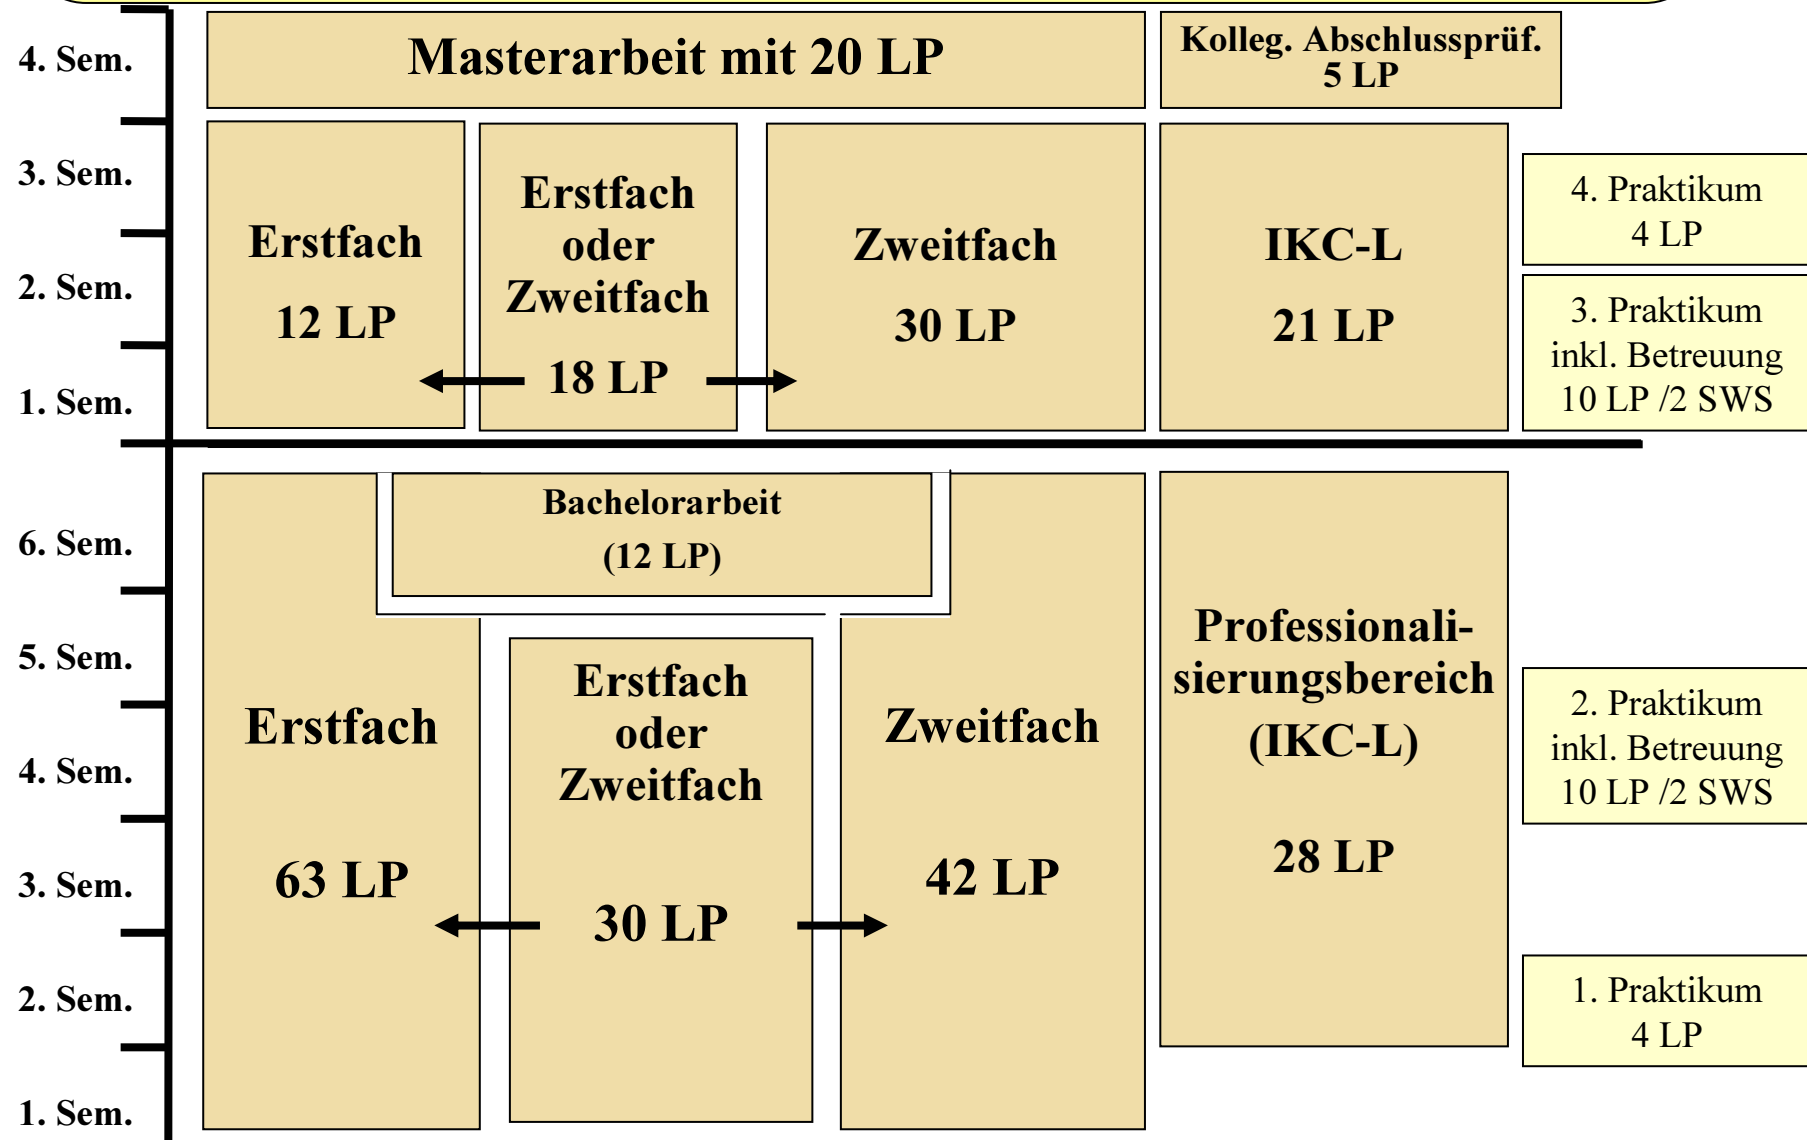 4. Sem.
Masterarbeit mit 20 LP
Kolleg. Abschlussprüf.
5 LP
3. Sem.
2. Sem.
1. Sem.
Erstfach
12 LP
Erstfach
oder
Zweitfach
18 LP
Zweitfach
30 LP
IKC-L
21 LP
4. Praktikum
4 LP
3. Praktikum
inkl. Betreuung
10 LP /2 SWS
6. Sem.
5. Sem.
4. Sem.
3. Sem.
2. Sem.
1. Sem.
Bachelorarbeit
(12 LP)
Erstfach
63 LP
Erstfach
oder
Zweitfach
30 LP
Zweitfach
42 LP
Professionali-
sierungsbereich
(IKC-L)
28 LP
2. Praktikum
inkl. Betreuung
10 LP /2 SWS
1. Praktikum
4 LP